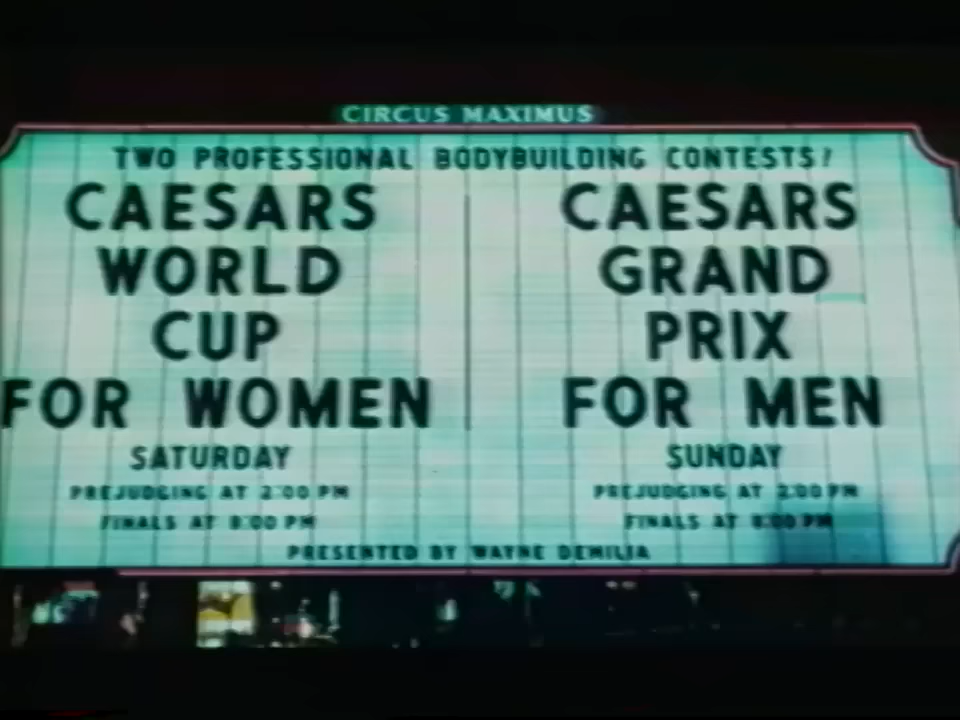 CIRCUS MAXIMUS
TWO PROFESSIONAL BODYBUILDING CONTESTS!
CAESARS
WORLD
CUP
FOR WOMEN
SATURDAY
PREJUDGING AT 2:00 PM
FINALS AT 8:00 PM
CAESARS
GRAND
PRIX
FOR MEN
SUNDAY
PREJUDGING AT 2:00 PM
FINALS AT 8:00 PM
PRESENTED BY WAYNE DEMILIA